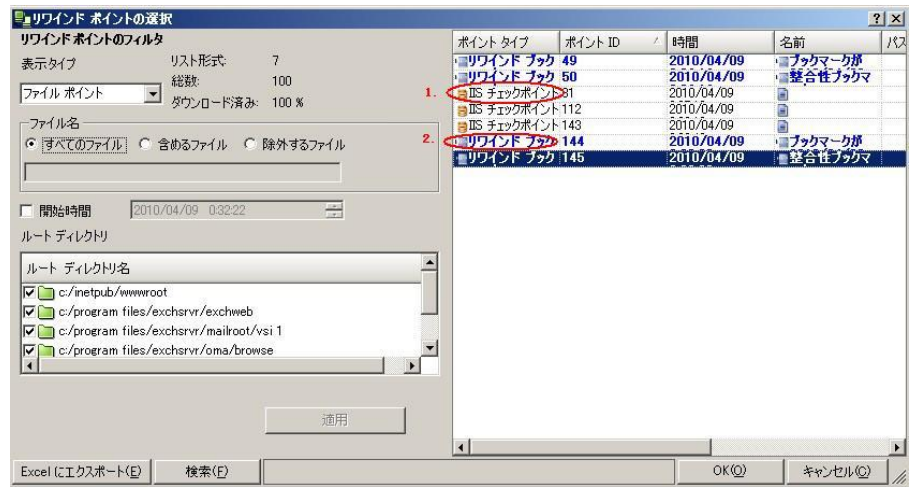 リワインド ポイントの選択
リワインド ポイントのフィルタ
表示タイプ
リスト形式: 7
総数: 100
ファイル ポイント
ダウンロード済み: 100 %
ファイル名
すべてのファイル 含めるファイル 除外するファイル
開始時間 2010/04/09 0:32:22
ルート ディレクトリ
ルート ディレクトリ名
c:/inetpub/wwwroot
c:/program files/exchsrvr/exchweb
c:/program files/exchsrvr/mailroot/vsi 1
c:/program files/exchsrvr/oma/browse
適用
ポイント タイプ ポイント ID 時間 名前 パス
リワインド ブック 49 2010/04/09 ブックマークが
リワインド ブック 50 2010/04/09 整合性ブックマ
1. IIS チェックポイント 81 2010/04/09
IIS チェックポイント 112 2010/04/09
IIS チェックポイント 143 2010/04/09
2. リワインド ブック 144 2010/04/09 ブックマークが
リワインド ブック 145 2010/04/09 整合性ブックマ
Excel にエクスポート(E) 検索(F) OK(O) キャンセル(C)